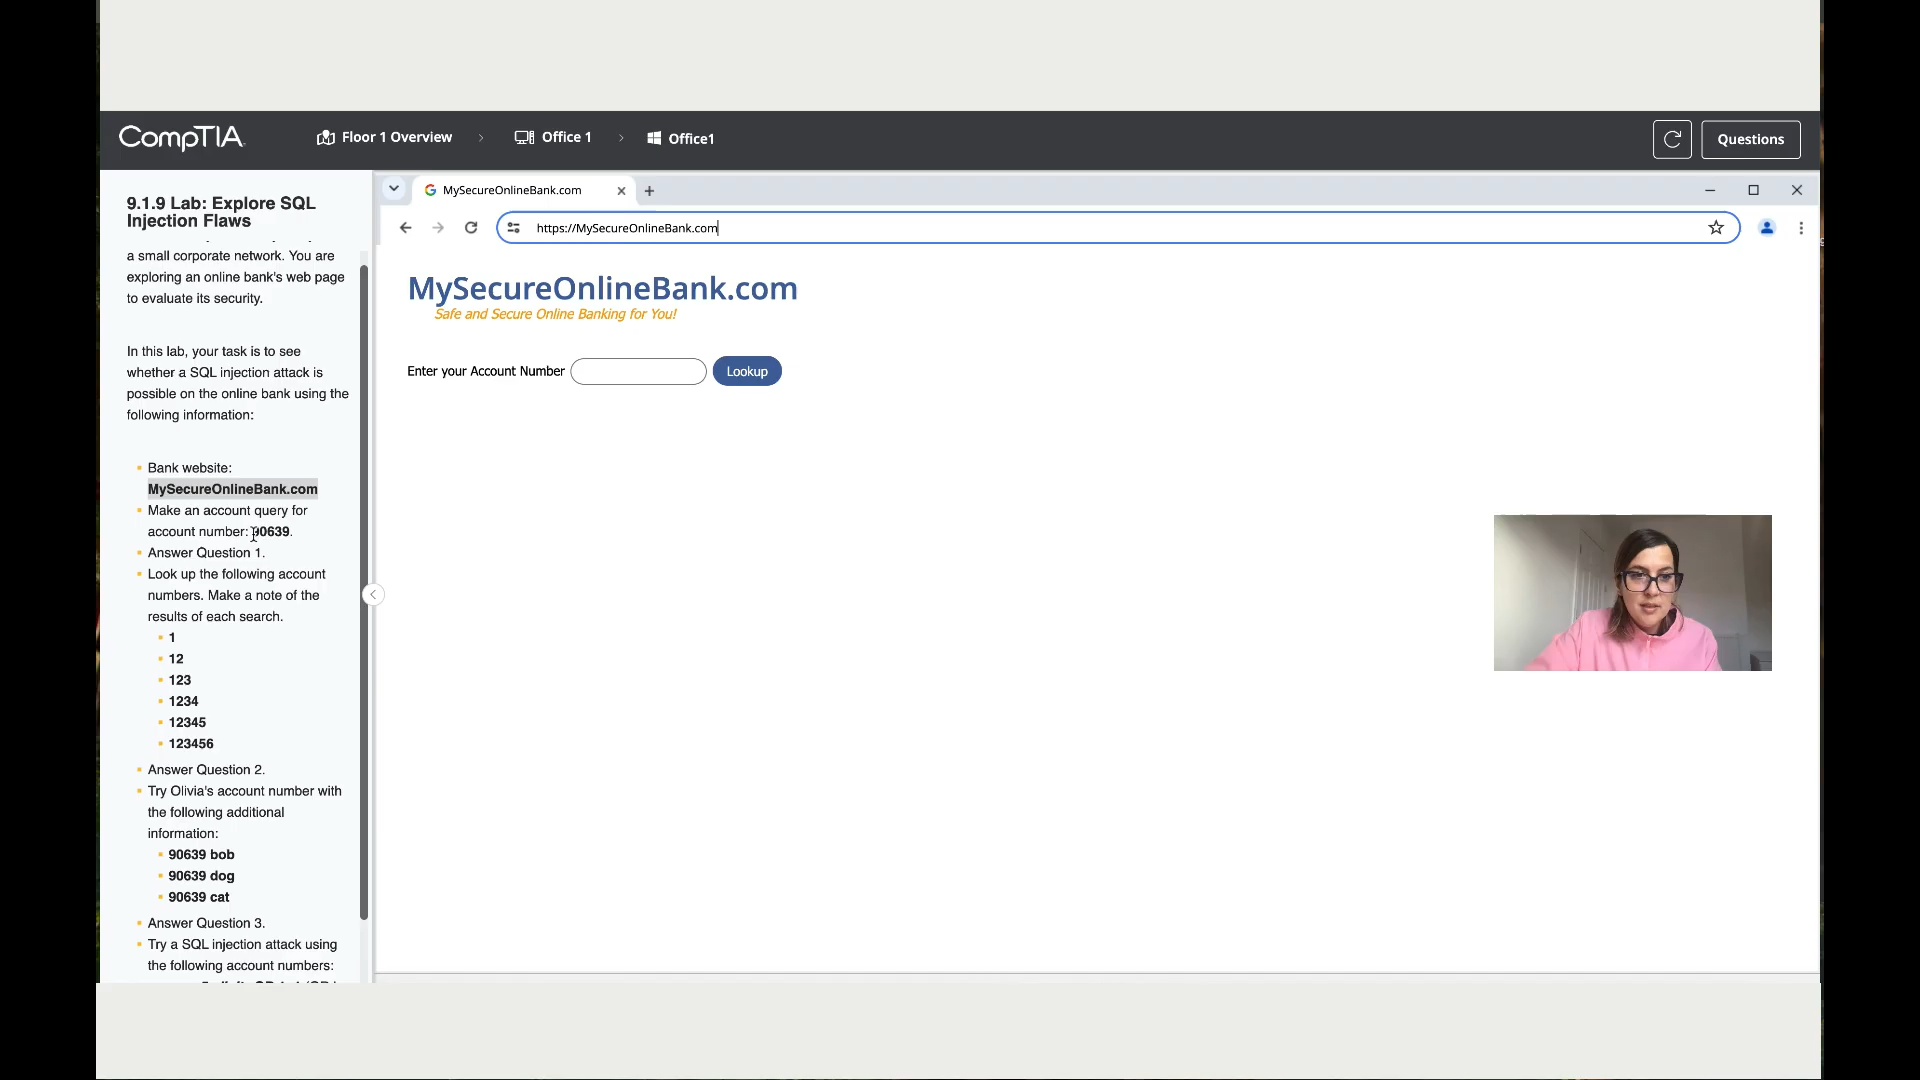 CompTIA.
Floor 1 Overview
Office 1
Office1
Questions
9.1.9 Lab: Explore SQL
Injection Flaws
a small corporate network. You are
exploring an online bank's web page
to evaluate its security.
In this lab, your task is to see
whether a SQL injection attack is
possible on the online bank using the
following information:
Bank website:
MySecureOnlineBank.com
Make an account query for
account number: 90639.
Answer Question 1.
Look up the following account
numbers. Make a note of the
results of each search.
1
12
123
1234
12345
123456
Answer Question 2.
Try Olivia's account number with
the following additional
information:
90639 bob
90639 dog
90639 cat
Answer Question 3.
Try a SQL injection attack using
the following account numbers:
MySecureOnlineBank.com
https://MySecureOnlineBank.com
MySecureOnlineBank.com
Safe and Secure Online Banking for You!
Enter your Account Number
Lookup